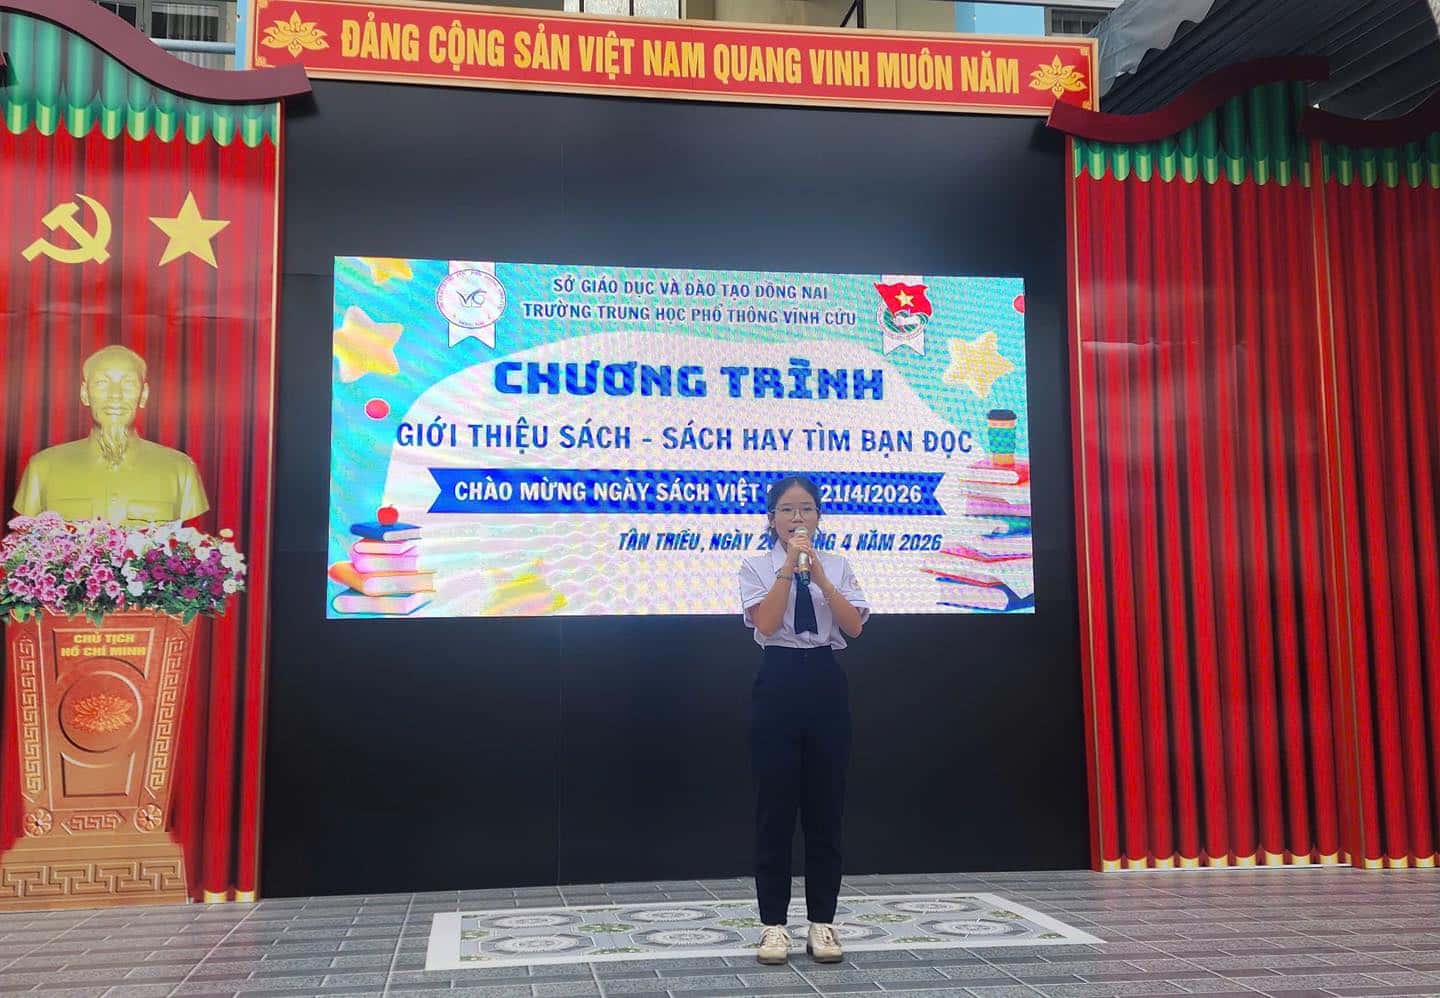 ĐẢNG CỘNG SẢN VIỆT NAM QUANG VINH MUÔN NĂM
SỞ GIÁO DỤC VÀ ĐÀO TẠO ĐỒNG NAI
TRƯỜNG TRUNG HỌC PHỔ THÔNG VĨNH CỬU
CHƯƠNG TRÌNH
GIỚI THIỆU SÁCH - SÁCH HAY TÌM BẠN ĐỌC
CHÀO MỪNG NGÀY SÁCH VIỆT 21/4/2026
TÂN TRIỀU, NGÀY 4 NĂM 2026
CHỦ TỊCH
HỒ CHÍ MINH